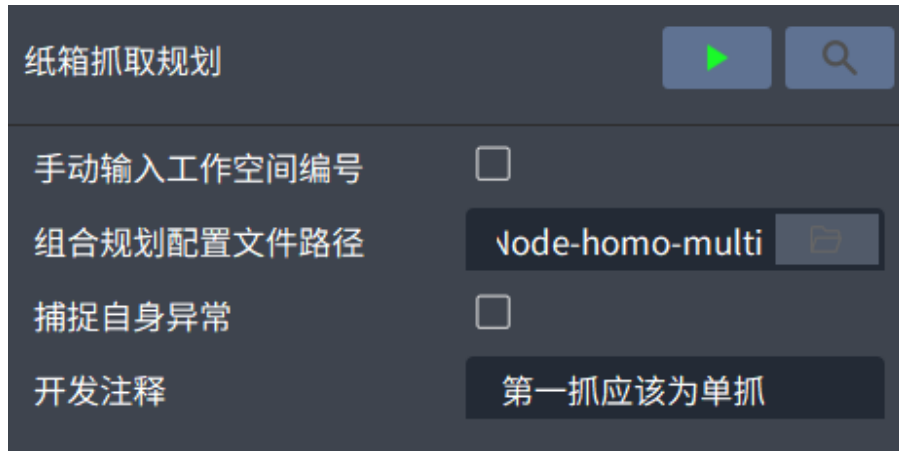 纸箱抓取规划
手动输入工作空间编号
组合规划配置文件路径 Node-homo-multi
捕捉自身异常
开发注释 第一抓应该为单抓